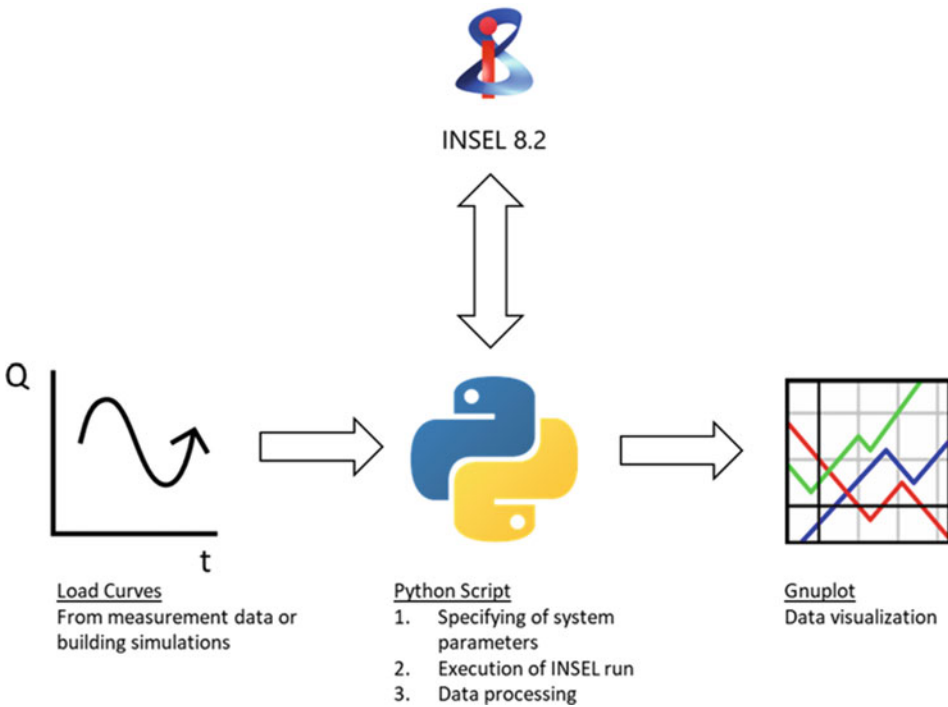 INSEL 8.2
Q
t
Load Curves
From measurement data or
building simulations
Python Script
1. Specifying of system
parameters
2. Execution of INSEL run
3. Data processing
Gnuplot
Data visualization